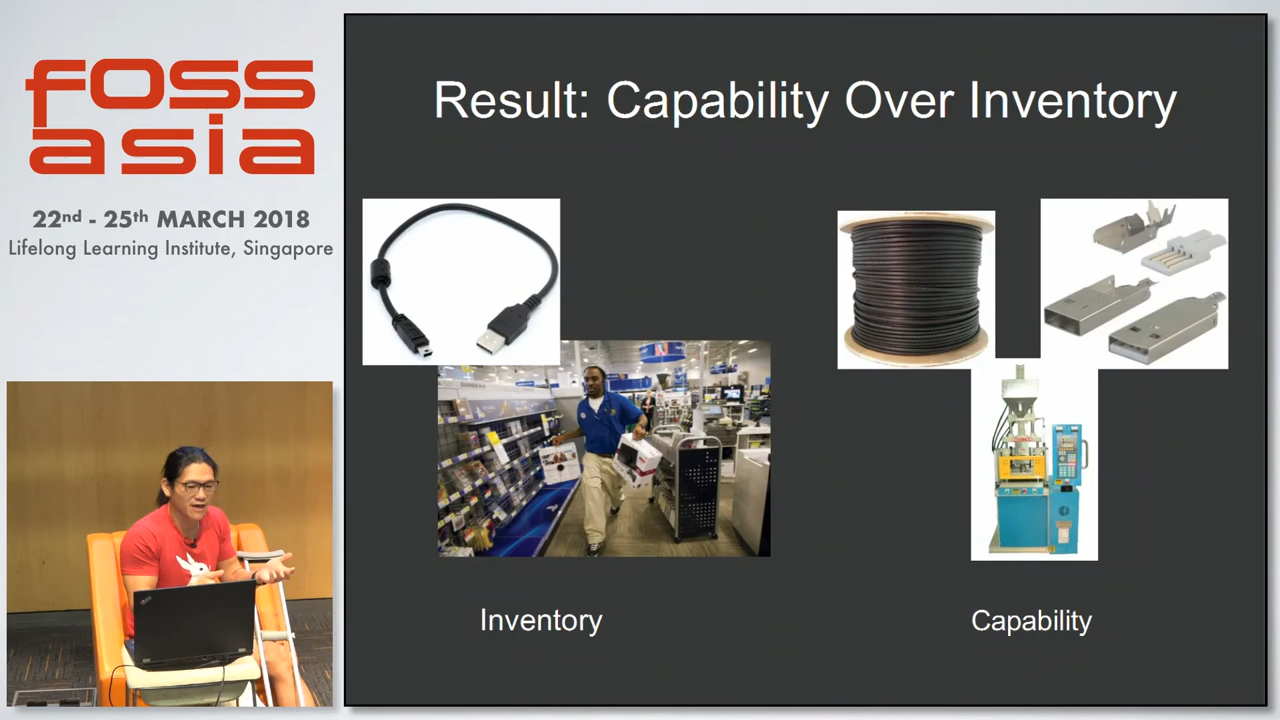 foss
asia
22nd - 25th MARCH 2018
Lifelong Learning Institute, Singapore
Result: Capability Over Inventory
Inventory
Capability